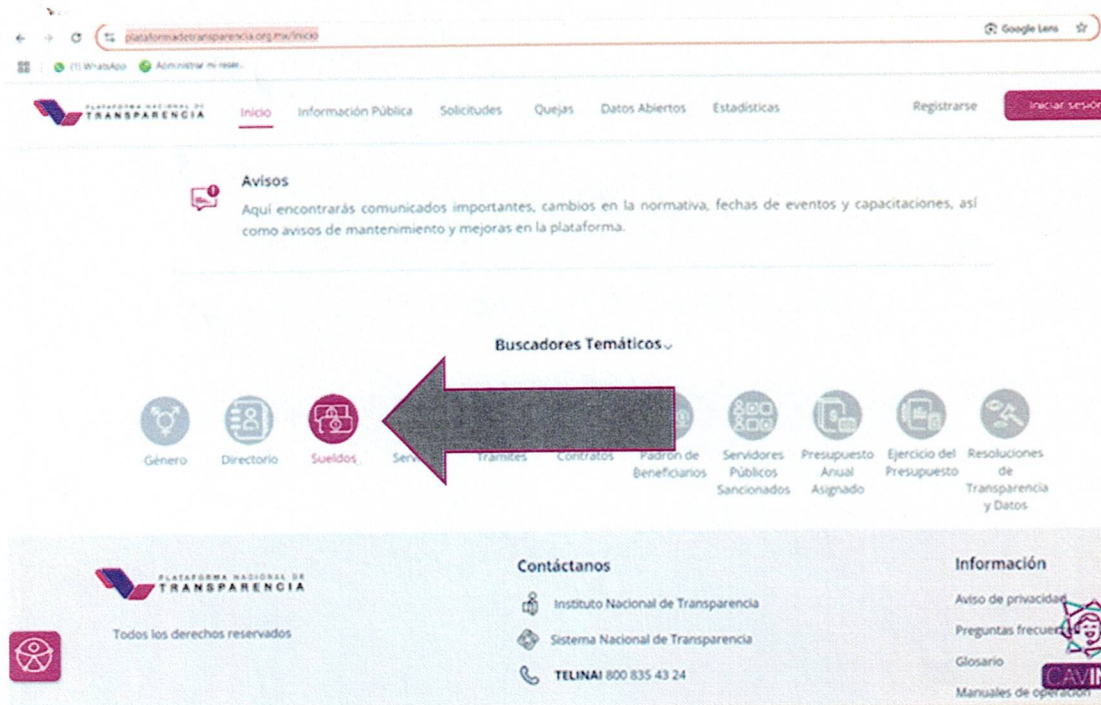 plataformadetransparencia.org.mx/inicio
Google Lens
(1) WhatsApp
Administrar mi reser...
PLATAFORMA NACIONAL DE
TRANSPARENCIA
Inicio
Información Pública
Solicitudes
Quejas
Datos Abiertos
Estadísticas
Registrarse
Iniciar sesión
Avisos
Aquí encontrarás comunicados importantes, cambios en la normativa, fechas de eventos y capacitaciones, así
como avisos de mantenimiento y mejoras en la plataforma.
Buscadores Temáticos
Género
Directorio
Sueldos
Trámites
Contratos
Padrón de
Beneficiarios
Servidores
Públicos
Sancionados
Presupuesto
Anual
Asignado
Ejercicio del
Presupuesto
Resoluciones
de
Transparencia
y Datos
PLATAFORMA NACIONAL DE
TRANSPARENCIA
Todos los derechos reservados
Contáctanos
Instituto Nacional de Transparencia
Sistema Nacional de Transparencia
TELINAI 800 835 43 24
Información
Aviso de privacidad
Preguntas
Glosario
Manuales de operación